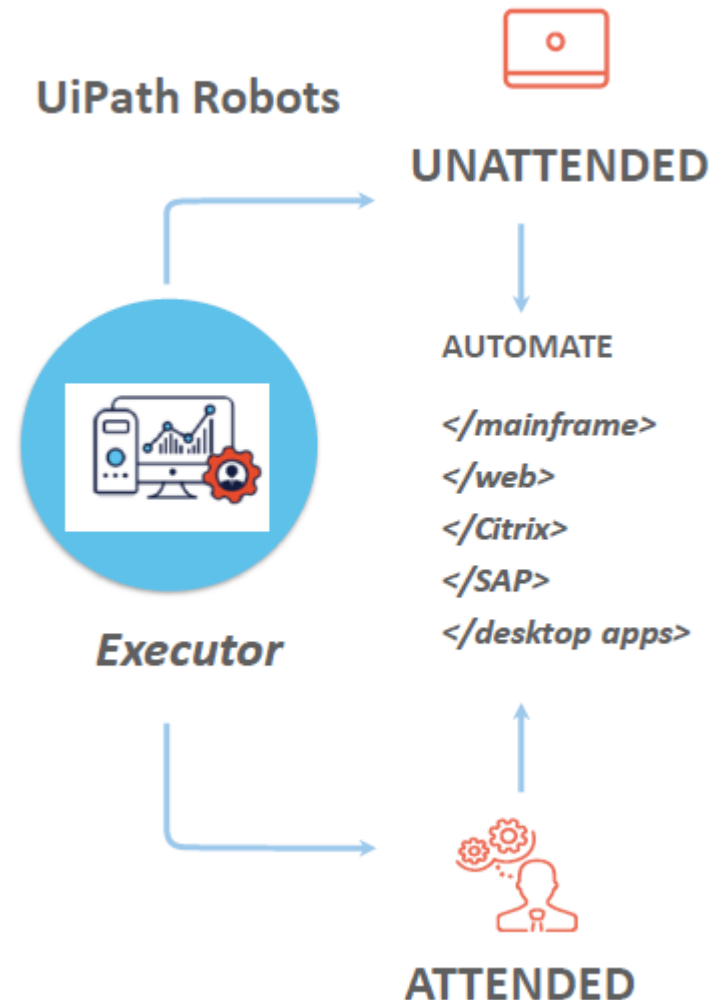 UiPath Robots
UNATTENDED
AUTOMATE
</mainframe>
</web>
</Citrix>
</SAP>
</desktop apps>
Executor
ATTENDED